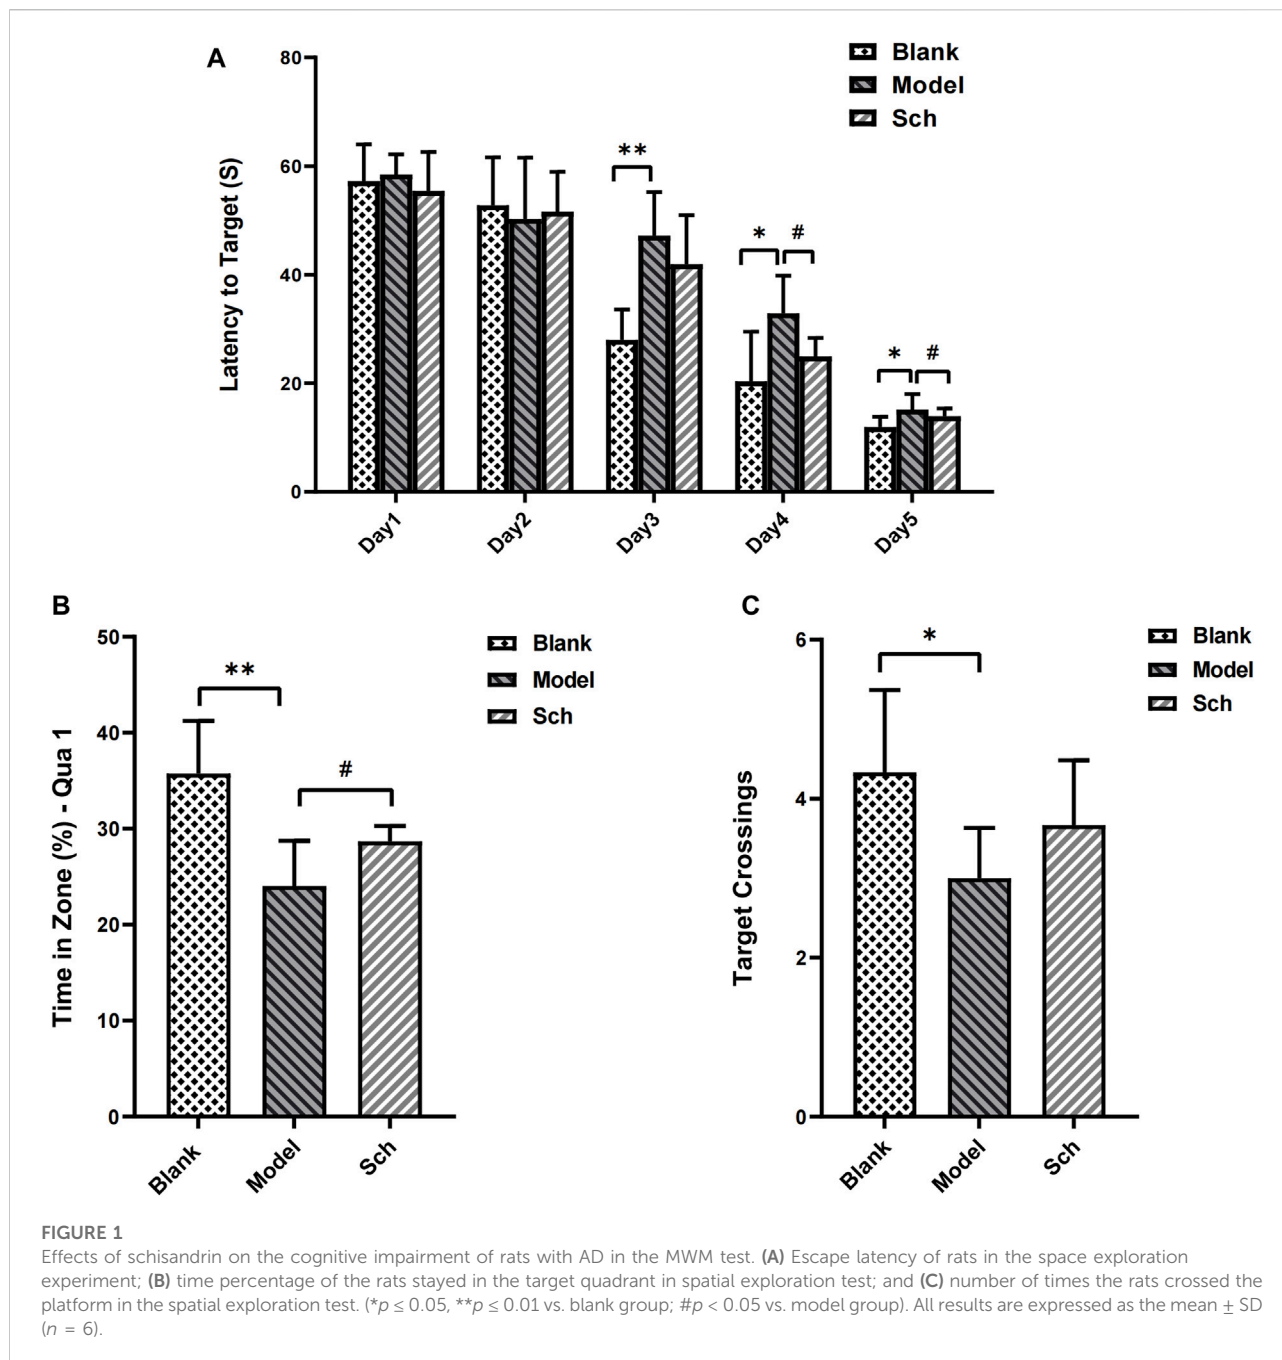 A
80
60
40
20
0
Latency to Target (S)
Blank
Model
Sch
**
*
#
*
#
Day1
Day2
Day3
Day4
Day5
B
50
40
30
20
10
0
Time in Zone (%) - Qua 1
**
#
Blank
Model
Sch
Blank
Model
Sch
C
6
4
2
0
Target Crossings
*
Blank
Model
Sch
Blank
Model
Sch
FIGURE 1
Effects of schisandrin on the cognitive impairment of rats with AD in the MWM test. (A) Escape latency of rats in the space exploration
experiment; (B) time percentage of the rats stayed in the target quadrant in spatial exploration test; and (C) number of times the rats crossed the
platform in the spatial exploration test. (*p ≤ 0.05, **p ≤ 0.01 vs. blank group; #p < 0.05 vs. model group). All results are expressed as the mean ± SD
(n = 6).